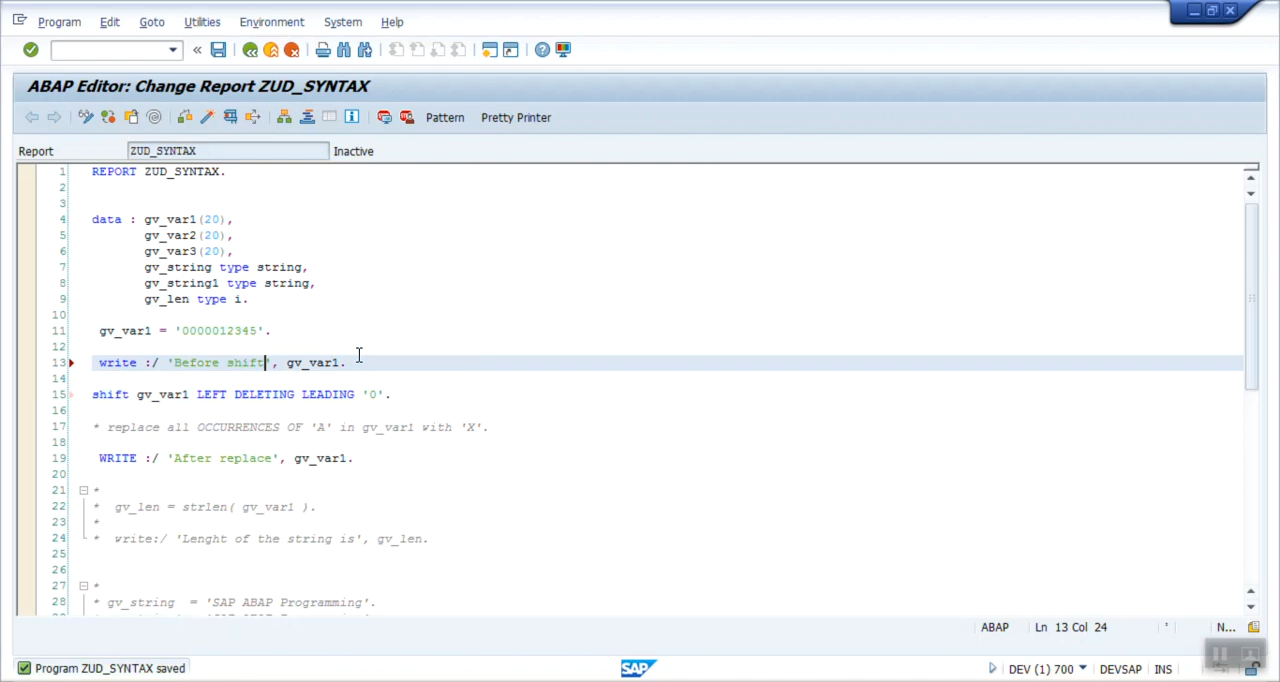 Program Edit Goto Utilities Environment System Help
ABAP Editor: Change Report ZUD_SYNTAX
Pattern Pretty Printer
Report ZUD_SYNTAX Inactive
1 REPORT ZUD_SYNTAX.
2
3
4 data : gv_var1(20),
5 gv_var2(20),
6 gv_var3(20),
7 gv_string type string,
8 gv_string1 type string,
9 gv_len type i.
10
11 gv_var1 = '0000012345'.
12
13 write :/ 'Before shift', gv_var1.
14
15 shift gv_var1 LEFT DELETING LEADING '0'.
16
17 * replace all OCCURRENCES OF 'A' in gv_var1 with 'X'.
18
19 WRITE :/ 'After replace', gv_var1.
20
21 *
22 * gv_len = strlen( gv_var1 ).
23 *
24 * write:/ 'Lenght of the string is', gv_len.
25
26
27 *
28 * gv_string = 'SAP ABAP Programming'.
ABAP Ln 13 Col 24 N...
Program ZUD_SYNTAX saved SAP DEV (1) 700 DEVSAP INS